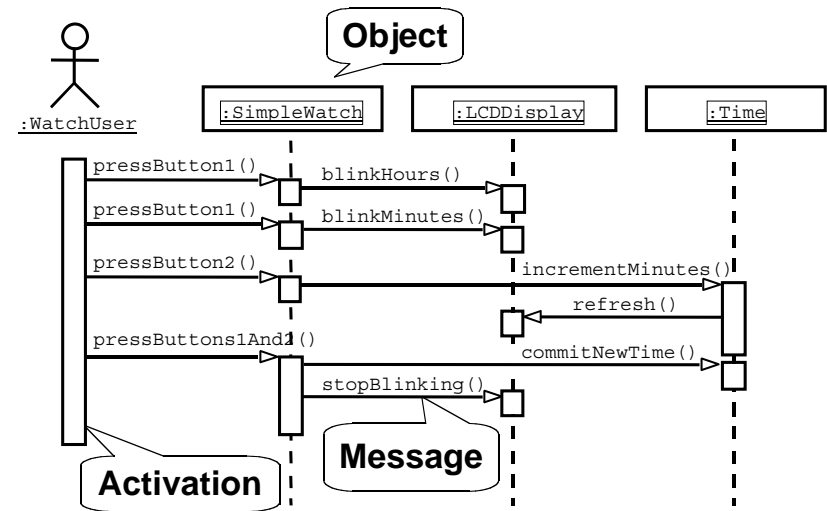 Object
:WatchUser
:SimpleWatch
:LCDDisplay
:Time
pressButton1()
blinkHours()
pressButton1()
blinkMinutes()
pressButton2()
incrementMinutes()
refresh()
pressButtons1And2()
commitNewTime()
stopBlinking()
Message
Activation